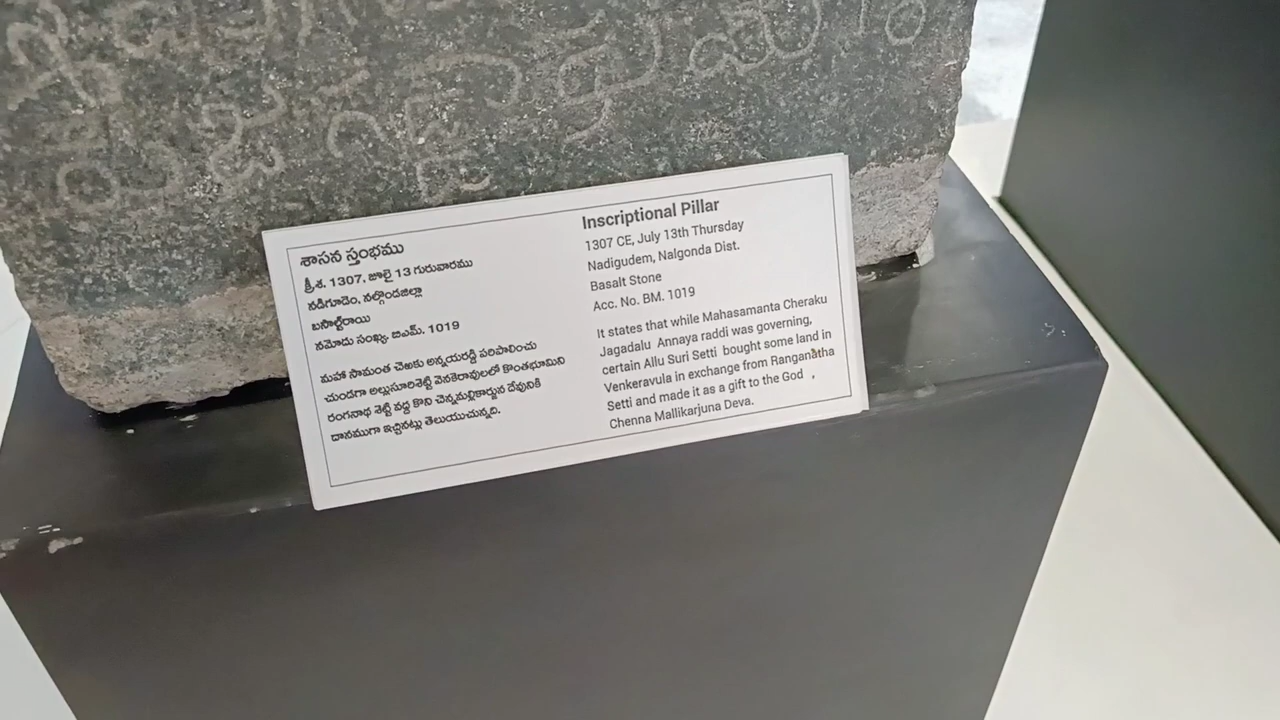 శాసన స్తంభము
క్రీ.శ. 1307, జూలై 13 గురువారము
నడిగూడెం, నల్గొండజిల్లా
బసాల్ట్‌రాయి
నమోదు సంఖ్య. బిఎమ్. 1019
మహా సామంత చెఱకు అన్నయరడ్డి పరిపాలించు
చుండగా అల్లుసూరిశెట్టి వెనకెరావులలో కొంతభూమిని
రంగనాథ శెట్టి వద్ద కొని చెన్నమల్లికార్జున దేవునికి
దానముగా ఇచ్చినట్లు తెలుయుచున్నది.
Inscriptional Pillar
1307 CE, July 13th Thursday
Nadigudem, Nalgonda Dist.
Basalt Stone
Acc. No. BM. 1019
It states that while Mahasamanta Cheraku
Jagadalu Annaya raddi was governing,
certain Allu Suri Setti bought some land in
Venkeravula in exchange from Ranganatha
Setti and made it as a gift to the God ,
Chenna Mallikarjuna Deva.